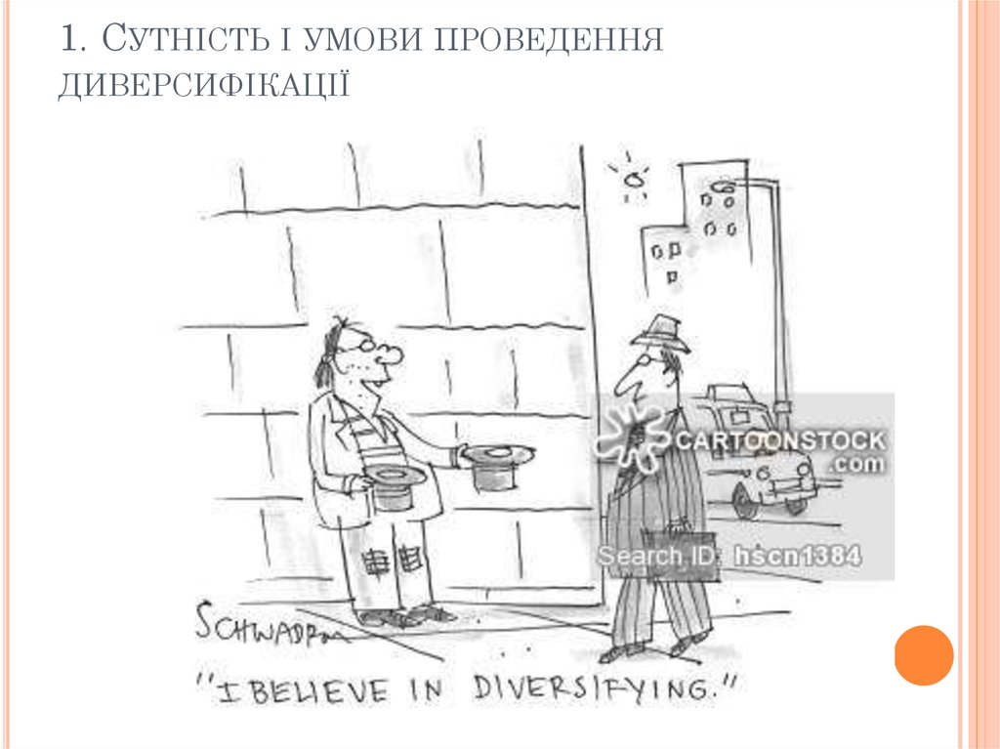 1. Сутність і умови проведення
диверсифікації
CARTOONSTOCK
.com
Search ID: hscn1384
SCHWADRON
"I BELIEVE IN DIVERSIFYING."